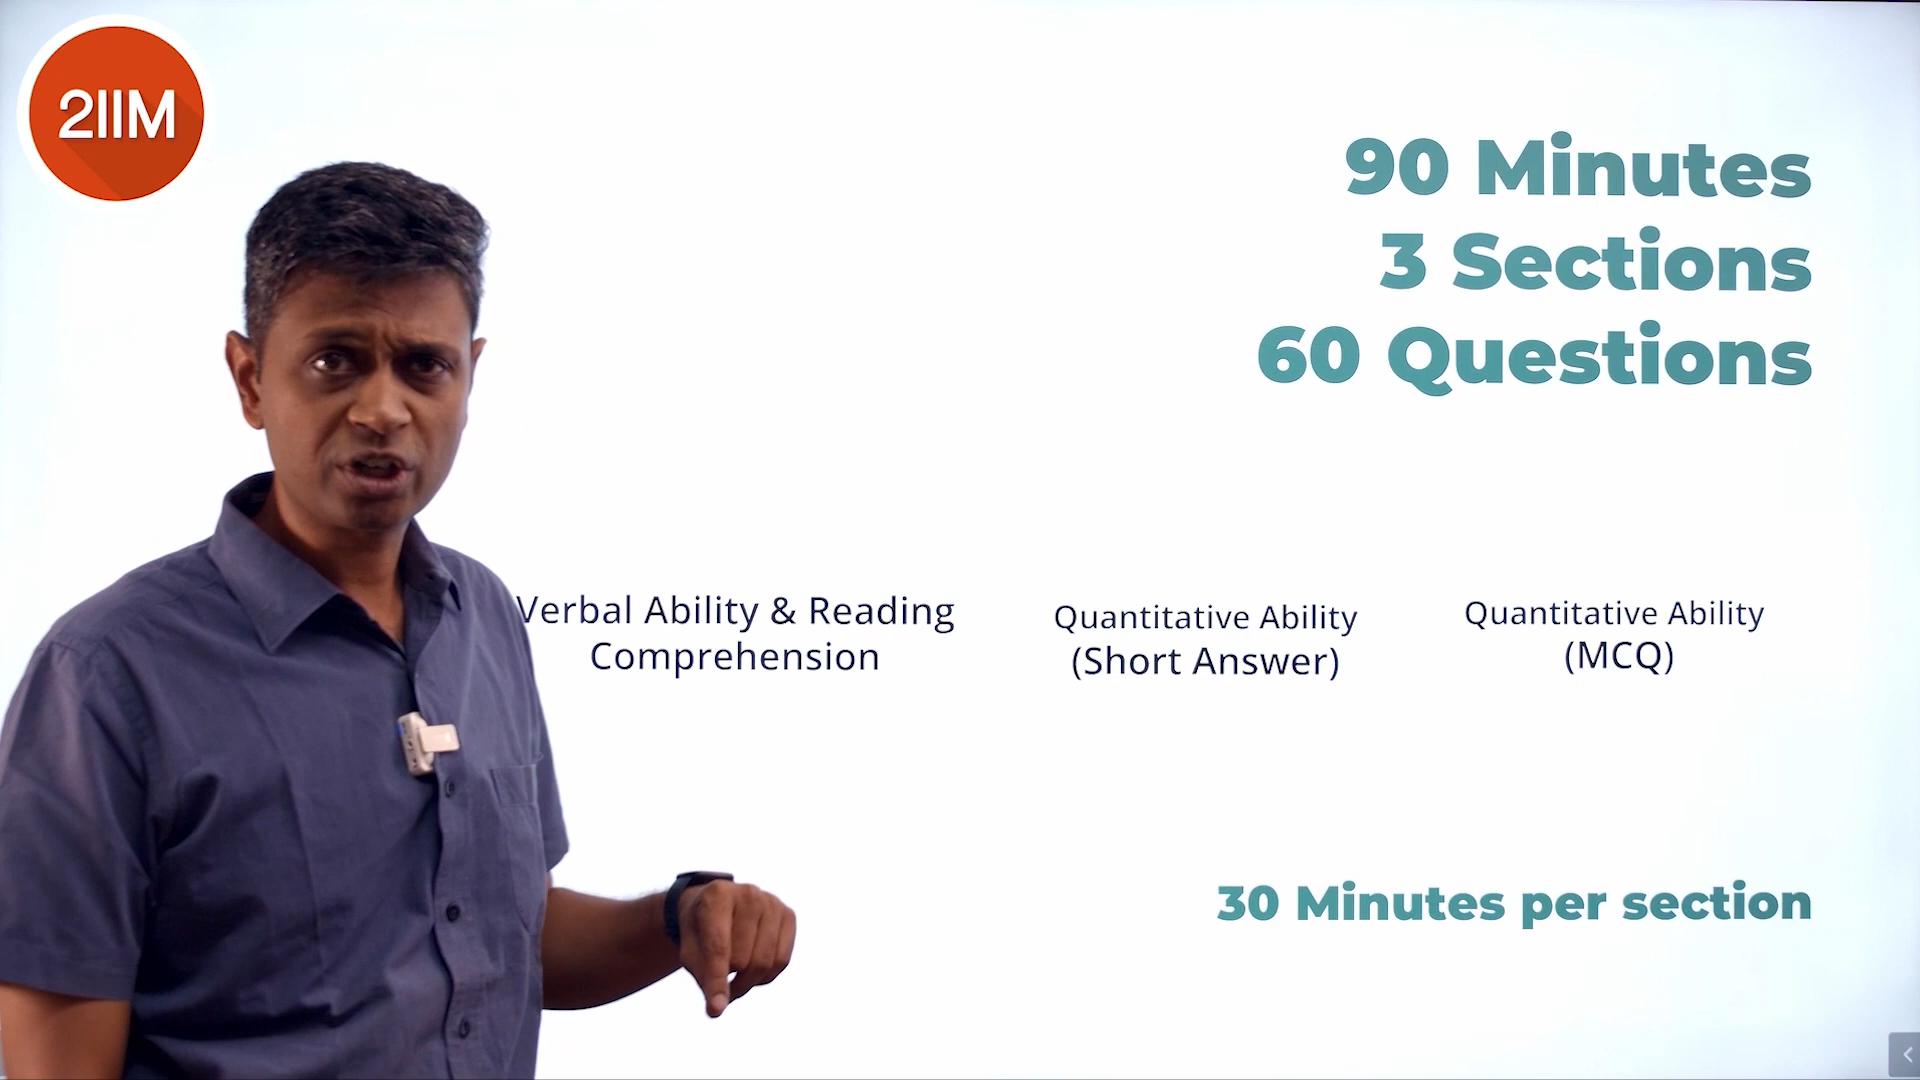 2IIM
90 Minutes
3 Sections
60 Questions
Verbal Ability & Reading
Comprehension
Quantitative Ability
(Short Answer)
Quantitative Ability
(MCQ)
30 Minutes per section